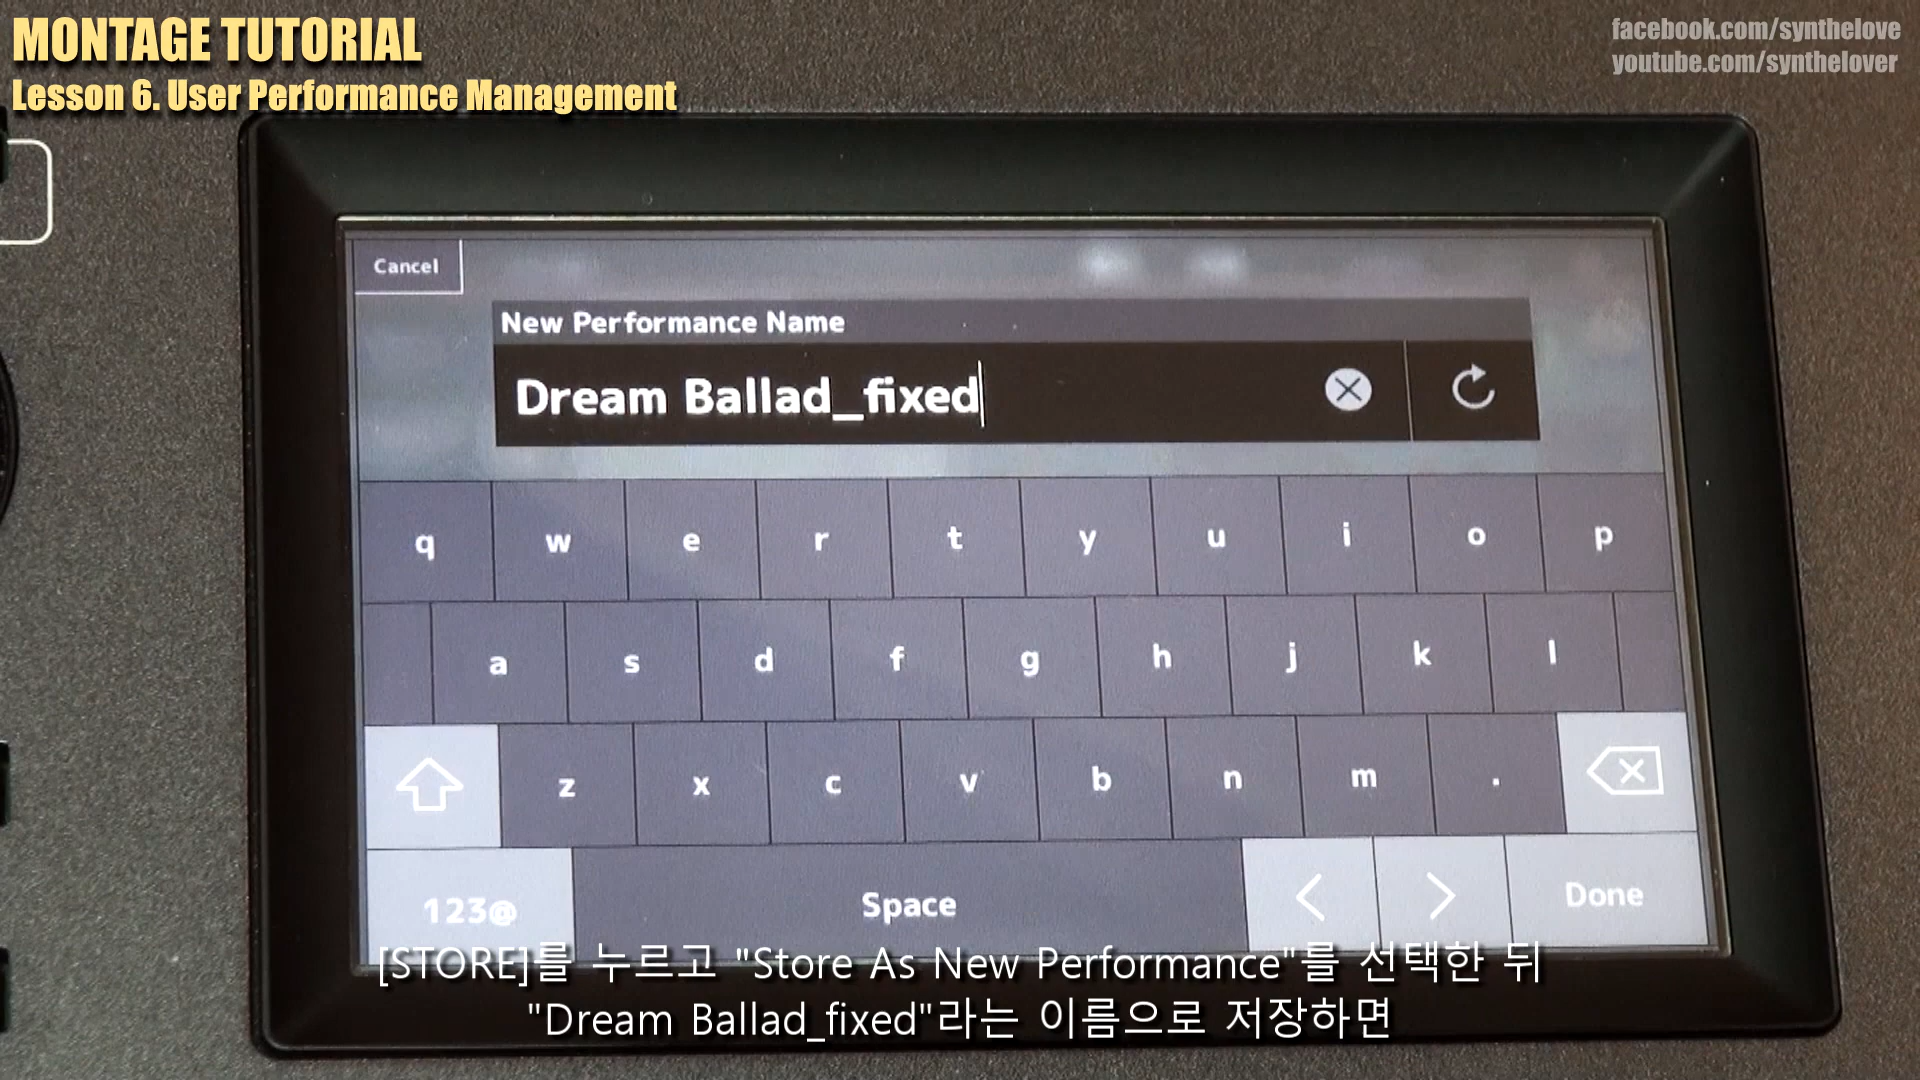 MONTAGE TUTORIAL
Lesson 6. User Performance Management
facebook.com/synthelove
youtube.com/synthelover
Cancel
New Performance Name
Dream Ballad_fixed
q w e r t y u i o p
a s d f g h j k l
z x c v b n m .
123@ Space < > Done
[STORE]를 누르고 "Store As New Performance"를 선택한 뒤
"Dream Ballad_fixed"라는 이름으로 저장하면